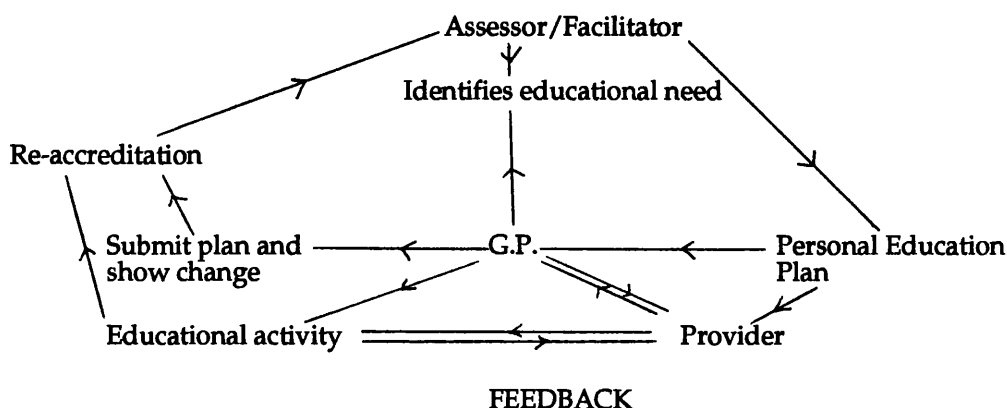 Assessor/Facilitator
Identifies educational need
Re-accreditation
Submit plan and
show change
G.P.
Personal Education
Plan
Educational activity
Provider
FEEDBACK